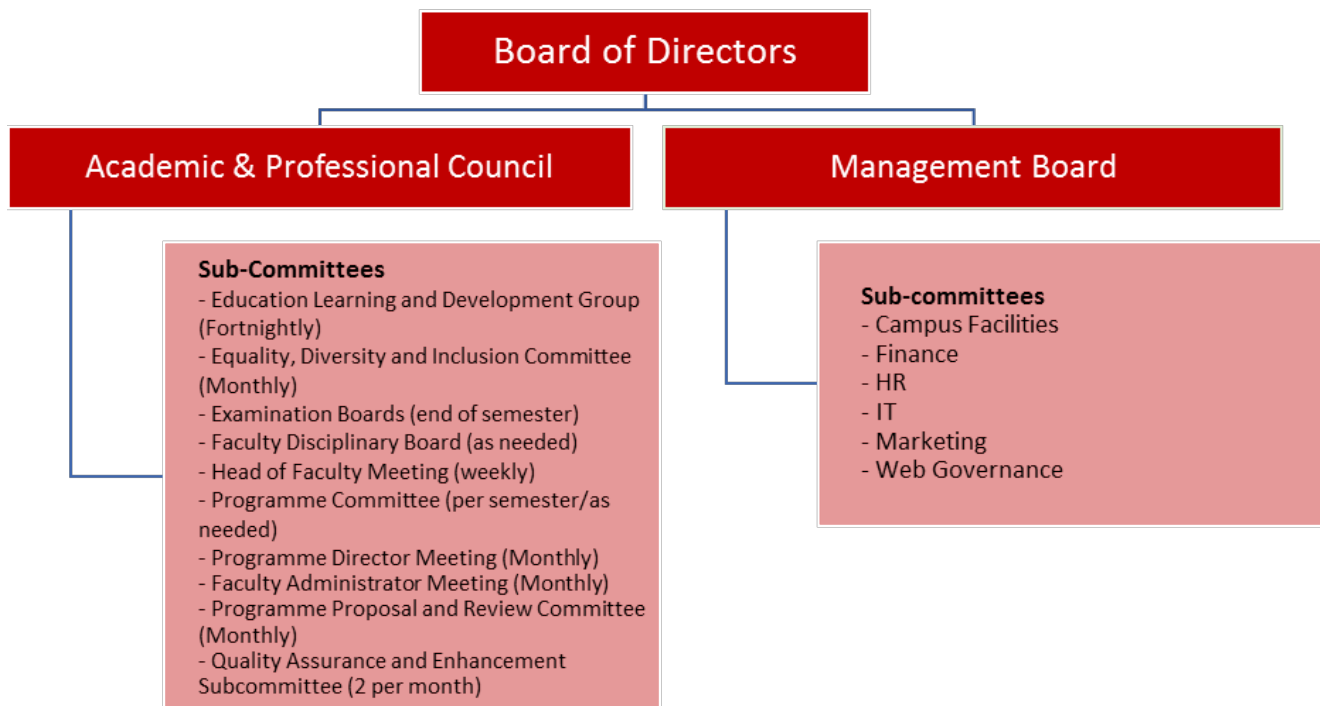 Board of Directors
Academic & Professional Council
Management Board
Sub-Committees
- Education Learning and Development Group
(Fortnightly)
- Equality, Diversity and Inclusion Committee
(Monthly)
- Examination Boards (end of semester)
- Faculty Disciplinary Board (as needed)
- Head of Faculty Meeting (weekly)
- Programme Committee (per semester/as
needed)
- Programme Director Meeting (Monthly)
- Faculty Administrator Meeting (Monthly)
- Programme Proposal and Review Committee
(Monthly)
- Quality Assurance and Enhancement
Subcommittee (2 per month)
Sub-committees
- Campus Facilities
- Finance
- HR
- IT
- Marketing
- Web Governance